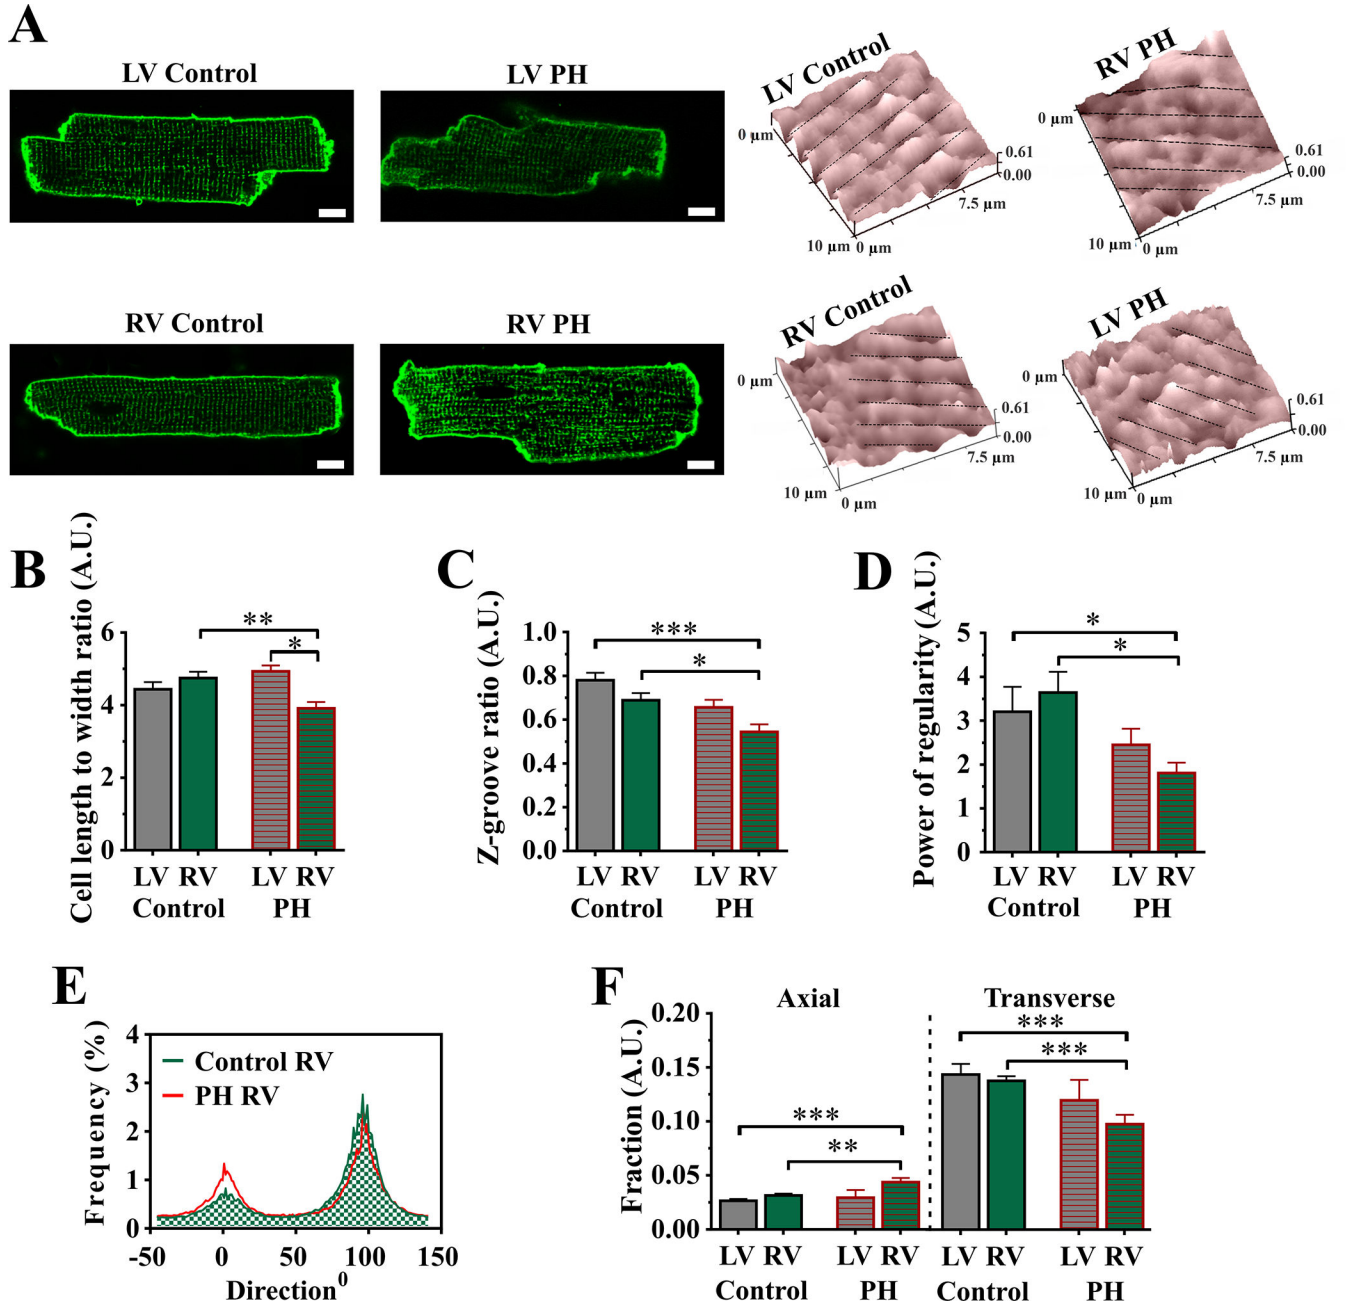 A
LV Control
LV PH
LV Control
0 µm
10 µm
0 µm
7.5 µm
0.61
0.00
RV PH
0 µm
10 µm
0 µm
7.5 µm
0.61
0.00
RV Control
RV PH
RV Control
0 µm
10 µm
0 µm
7.5 µm
0.61
0.00
LV PH
0 µm
10 µm
0 µm
7.5 µm
0.61
0.00
B
Cell length to width ratio (A.U.)
6
4
2
0
**
*
LV RV LV RV
Control PH
C
Z-groove ratio (A.U.)
1.0
0.8
0.6
0.4
0.2
0.0
***
*
LV RV LV RV
Control PH
D
Power of regularity (A.U.)
5
4
3
2
1
0
*
*
LV RV LV RV
Control PH
E
Frequency (%)
4
3
2
1
0
Control RV
PH RV
-50 0 50 100 150
Direction⁰
F
Axial Transverse
Fraction (A.U.)
0.20
0.15
0.10
0.05
0.00
***
**
***
***
LV RV LV RV LV RV LV RV
Control PH Control PH